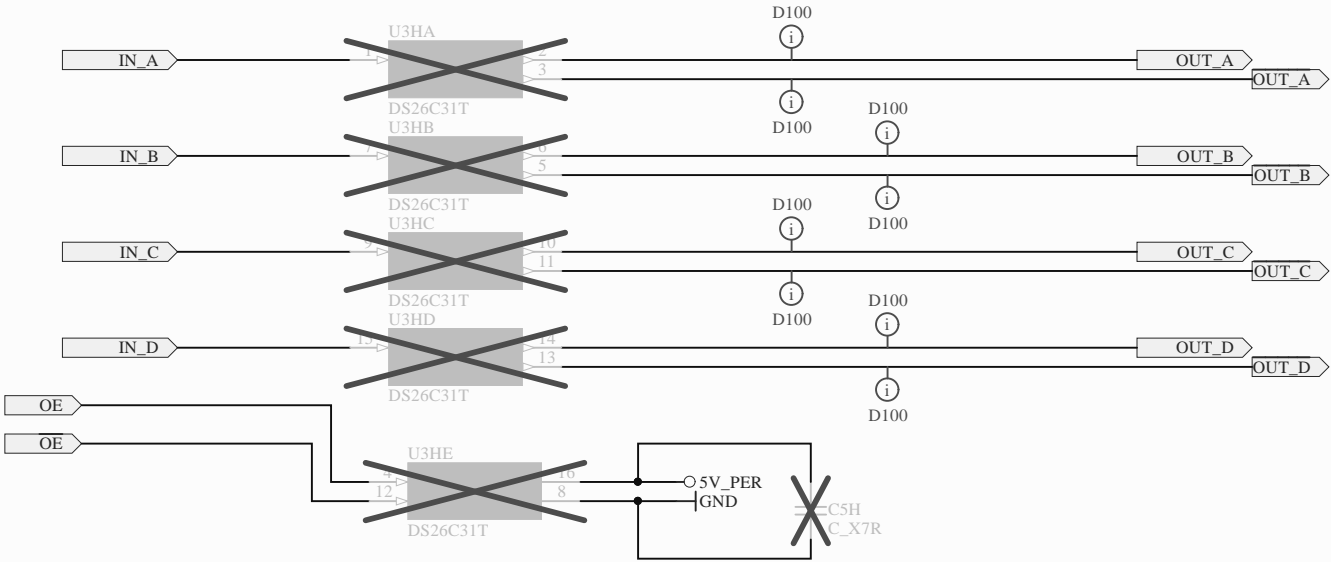 D100
U3HA
IN_A
1
2
OUT_A
3
OUT_A
DS26C31T
D100
D100
U3HB
IN_B
7
6
OUT_B
5
OUT_B
DS26C31T
D100
D100
U3HC
IN_C
9
10
OUT_C
11
OUT_C
DS26C31T
D100
D100
U3HD
IN_D
15
14
OUT_D
13
OUT_D
DS26C31T
D100
OE
OE
U3HE
4
16
5V_PER
12
8
GND
C5H
C_X7R
DS26C31T